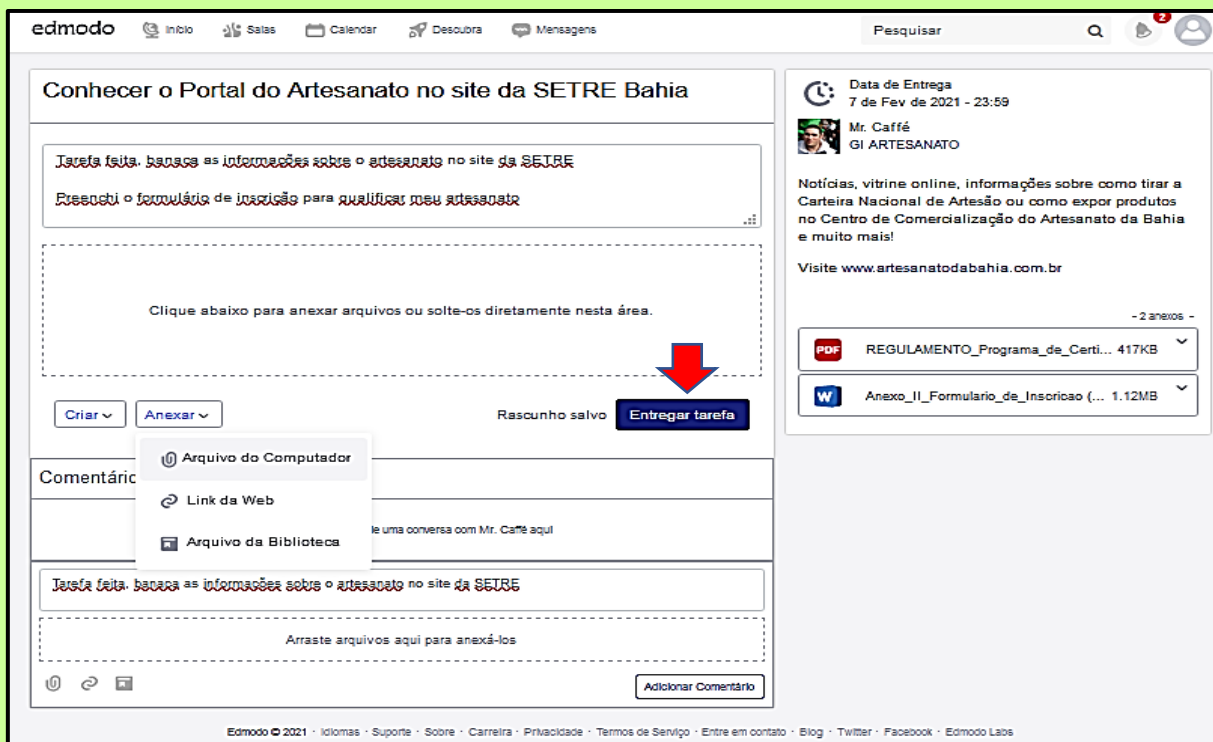 edmodo Início Salas Calendar Descubra Mensagens Pesquisar 2
Conhecer o Portal do Artesanato no site da SETRE Bahia
Tarefa feita, banaca as informações sobre o artesanato no site da SETRE
Preenchi o formulário de inscrição para qualificar meu artesanato
Clique abaixo para anexar arquivos ou solte-os diretamente nesta área.
Criar Anexar Rascunho salvo Entregar tarefa
Arquivo do Computador
Link da Web
Arquivo da Biblioteca
Comentário
uma conversa com Mr. Caffé aqui
Tarefa feita, banaca as informações sobre o artesanato no site da SETRE
Arraste arquivos aqui para anexá-los
Adicionar Comentário
Data de Entrega
7 de Fev de 2021 - 23:59
Mr. Caffé
GI ARTESANATO
Notícias, vitrine online, informações sobre como tirar a
Carteira Nacional de Artesão ou como expor produtos
no Centro de Comercialização do Artesanato da Bahia
e muito mais!
Visite www.artesanatodabahia.com.br
- 2 anexos -
PDF REGULAMENTO_Programa_de_Certi... 417KB
W Anexo_II_Formulario_de_Inscricao (... 1.12MB
Edmodo © 2021 · Idiomas · Suporte · Sobre · Carreira · Privacidade · Termos de Serviço · Entre em contato · Blog · Twitter · Facebook · Edmodo Labs